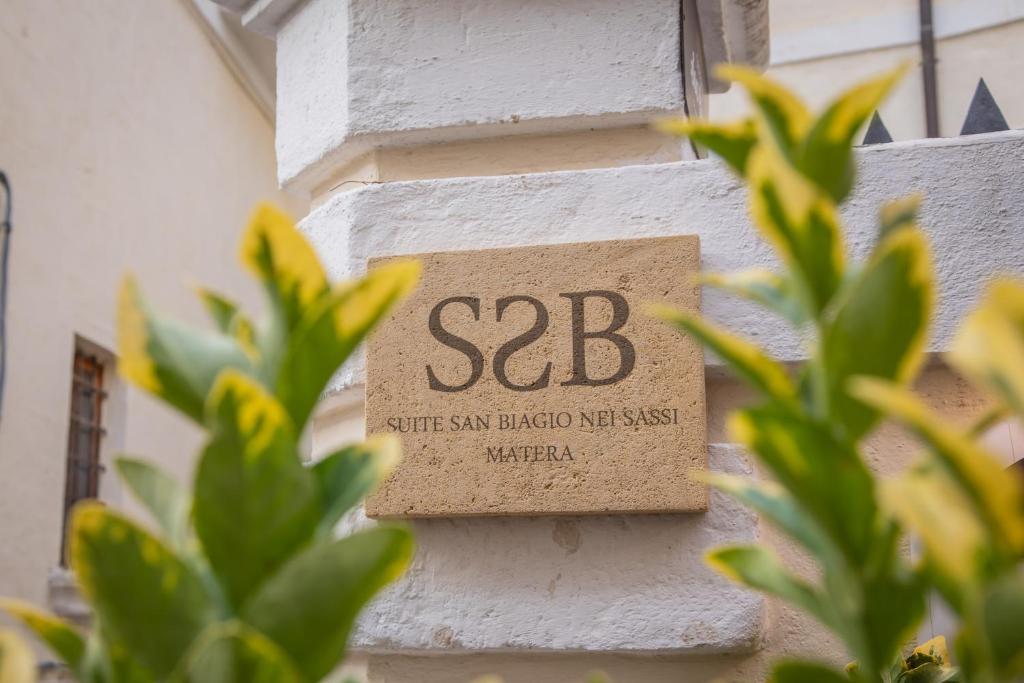 SSB
SUITE SAN BIAGIO NEI SASSI
MATERA